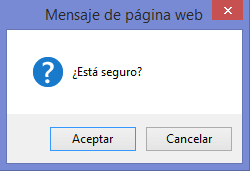 Mensaje de página web
¿Está seguro?
Aceptar
Cancelar